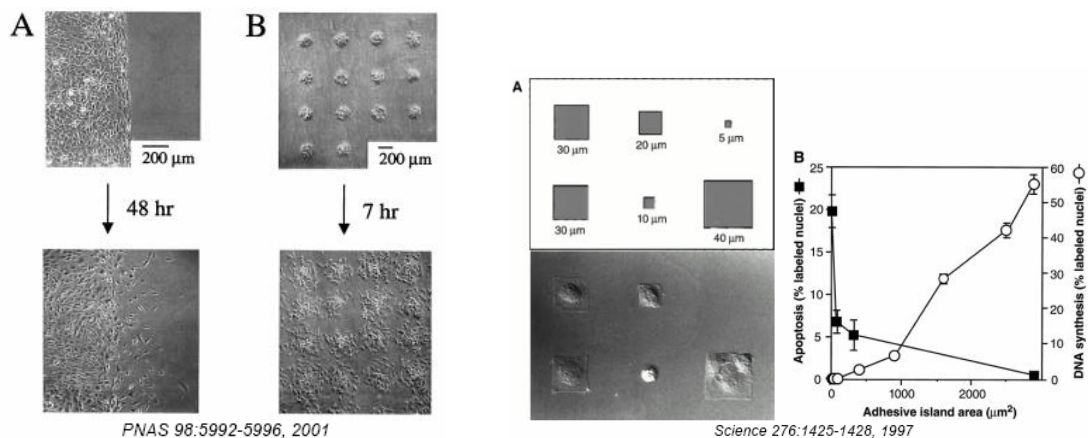 A
B
200 μm
200 μm
48 hr
7 hr
PNAS 98:5992-5996, 2001
A
30 μm
20 μm
5 μm
30 μm
10 μm
40 μm
B
Apoptosis (% labeled nuclei)
25
20
15
10
5
0
DNA synthesis (% labeled nuclei)
60
50
40
30
20
10
0
0
1000
2000
Adhesive island area (μm²)
Science 276:1425-1428, 1997